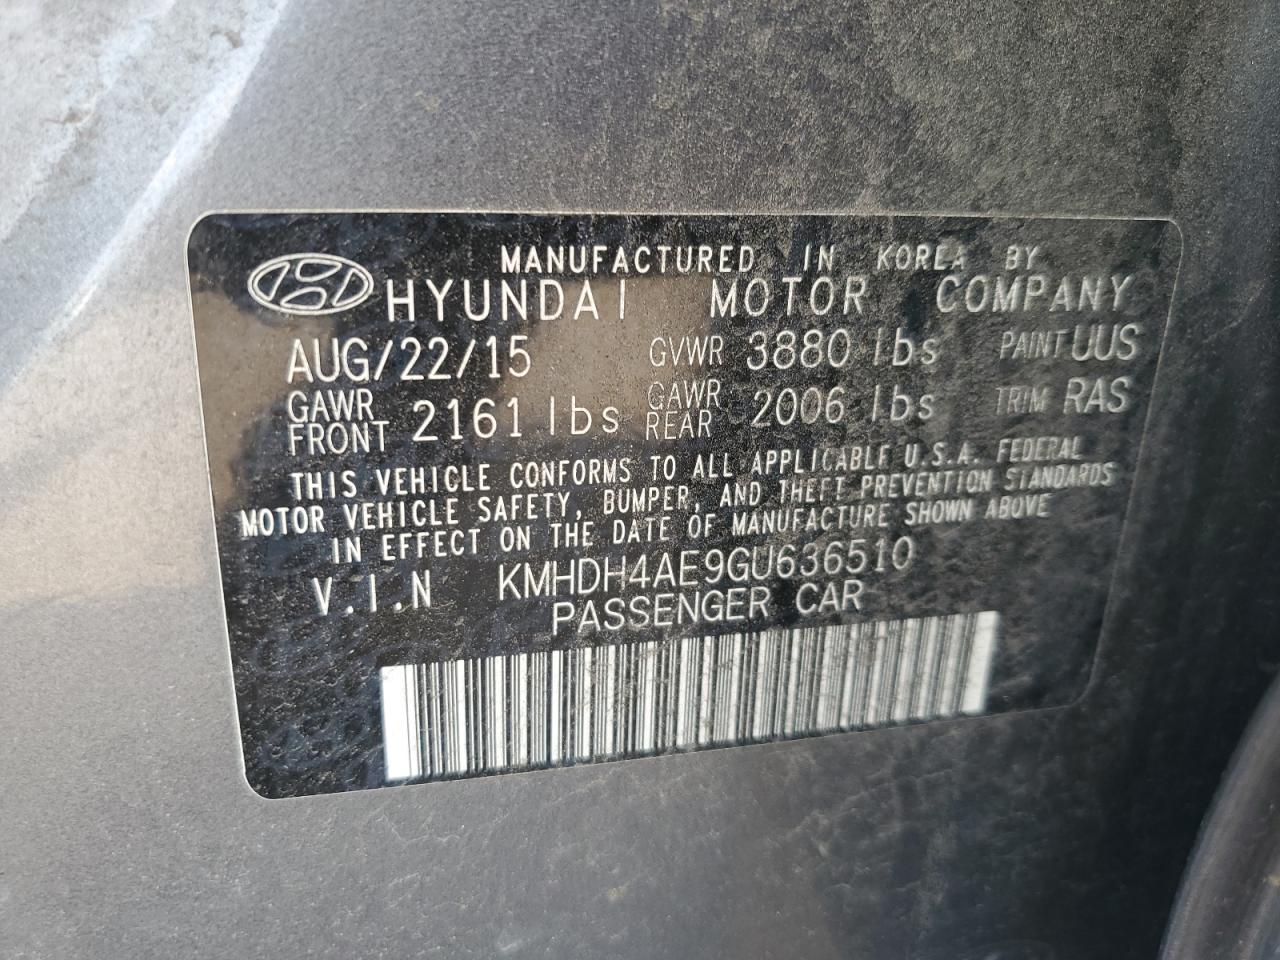 MANUFACTURED IN KOREA BY
HYUNDAI MOTOR COMPANY
AUG/22/15 GVWR 3880 lbs PAINT UUS
GAWR FRONT 2161 lbs GAWR REAR 2006 lbs TRIM RAS
THIS VEHICLE CONFORMS TO ALL APPLICABLE U.S.A. FEDERAL
MOTOR VEHICLE SAFETY, BUMPER, AND THEFT PREVENTION STANDARDS
IN EFFECT ON THE DATE OF MANUFACTURE SHOWN ABOVE
V.I.N KMHDH4AE9GU636510
PASSENGER CAR